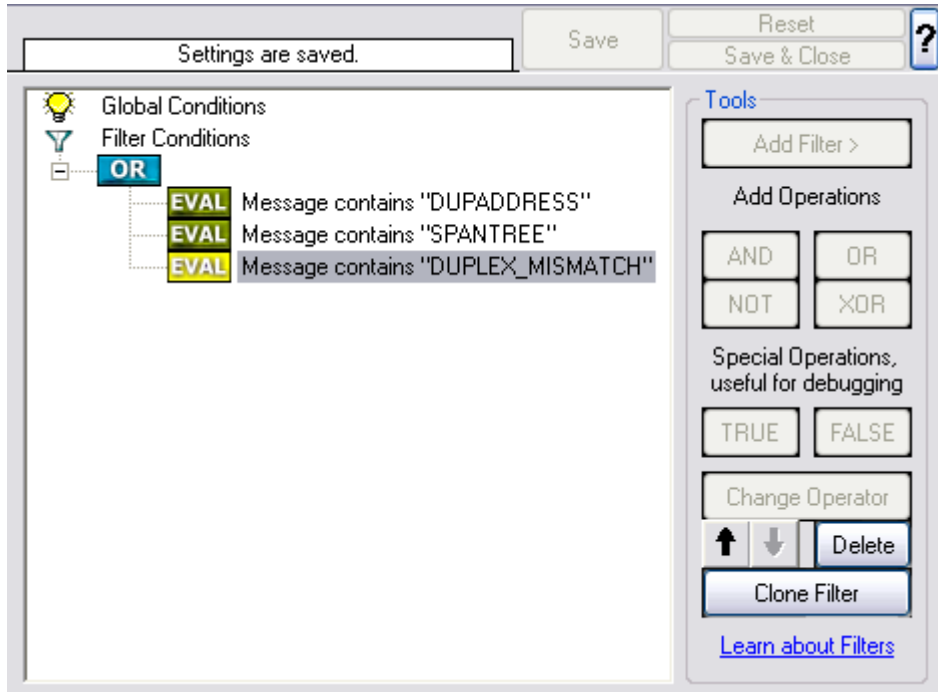 Settings are saved.
Save
Reset
Save & Close
?
Global Conditions
Filter Conditions
OR
EVAL Message contains "DUPADDRESS"
EVAL Message contains "SPANTREE"
EVAL Message contains "DUPLEX_MISMATCH"
Tools
Add Filter >
Add Operations
AND OR
NOT XOR
Special Operations,
useful for debugging
TRUE FALSE
Change Operator
Delete
Clone Filter
Learn about Filters